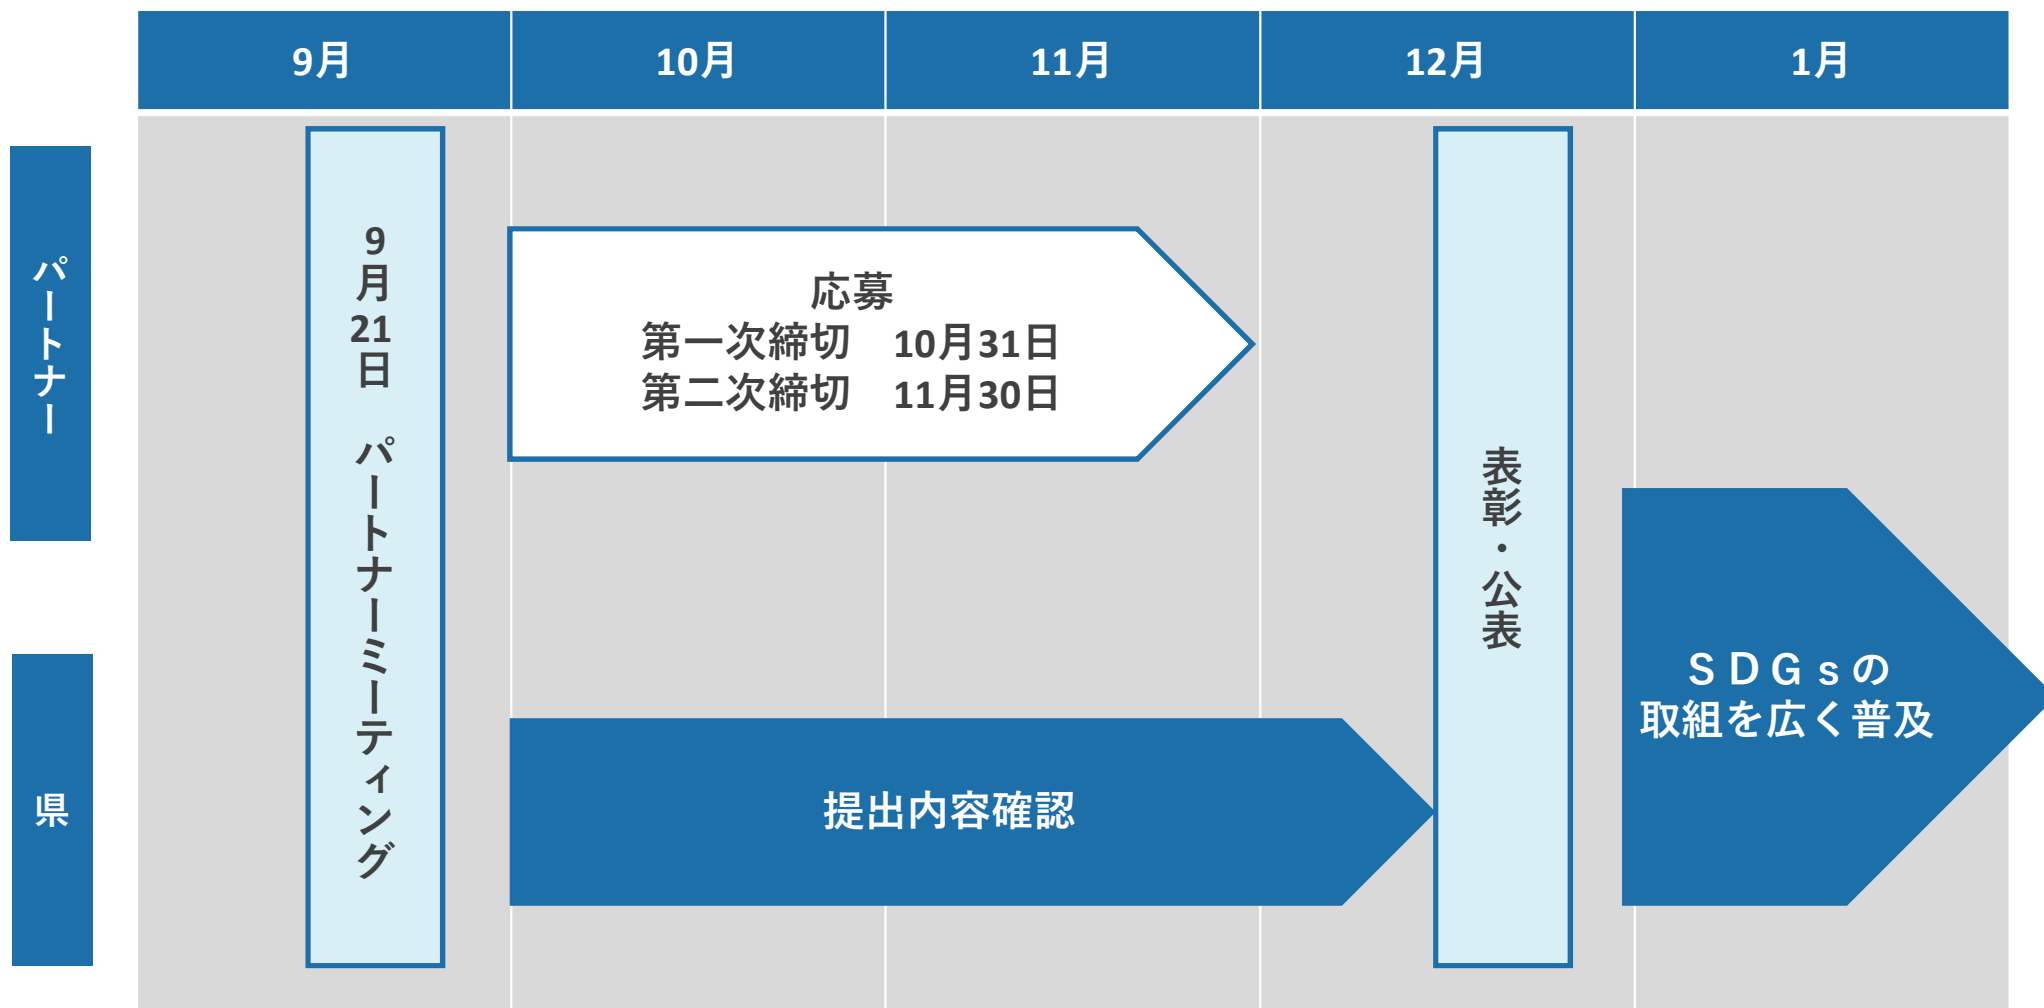 9月
10月
11月
12月
1月
パートナー
9月21日　パートナーミーティング
応募
第一次締切　10月31日
第二次締切　11月30日
表彰・公表
ＳＤＧｓの
取組を広く普及
県
提出内容確認